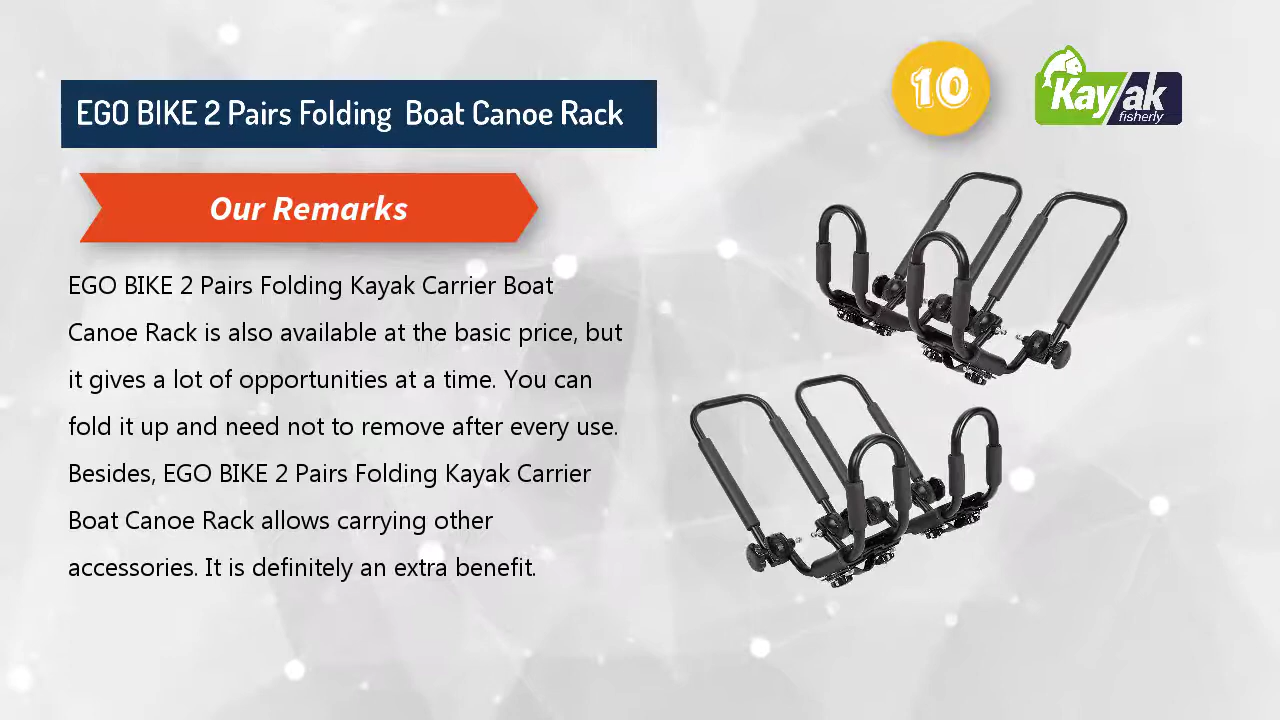 EGO BIKE 2 Pairs Folding Boat Canoe Rack
10
Kayak
fisherly
Our Remarks
EGO BIKE 2 Pairs Folding Kayak Carrier Boat
Canoe Rack is also available at the basic price, but
it gives a lot of opportunities at a time. You can
fold it up and need not to remove after every use.
Besides, EGO BIKE 2 Pairs Folding Kayak Carrier
Boat Canoe Rack allows carrying other
accessories. It is definitely an extra benefit.